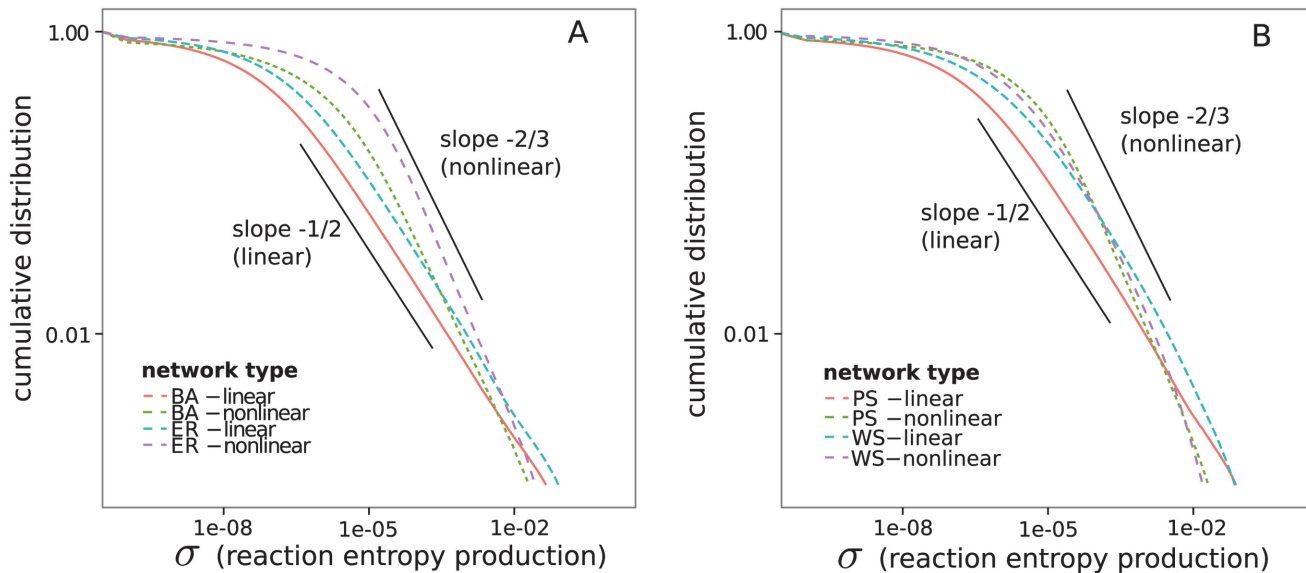 A
1.00
0.01
cumulative distribution
slope -2/3
(nonlinear)
slope -1/2
(linear)
network type
BA −linear
BA −nonlinear
ER −linear
ER −nonlinear
1e-08
1e-05
1e-02
σ (reaction entropy production)
B
1.00
0.01
cumulative distribution
slope -2/3
(nonlinear)
slope -1/2
(linear)
network type
PS −linear
PS −nonlinear
WS−linear
WS−nonlinear
1e-08
1e-05
1e-02
σ (reaction entropy production)